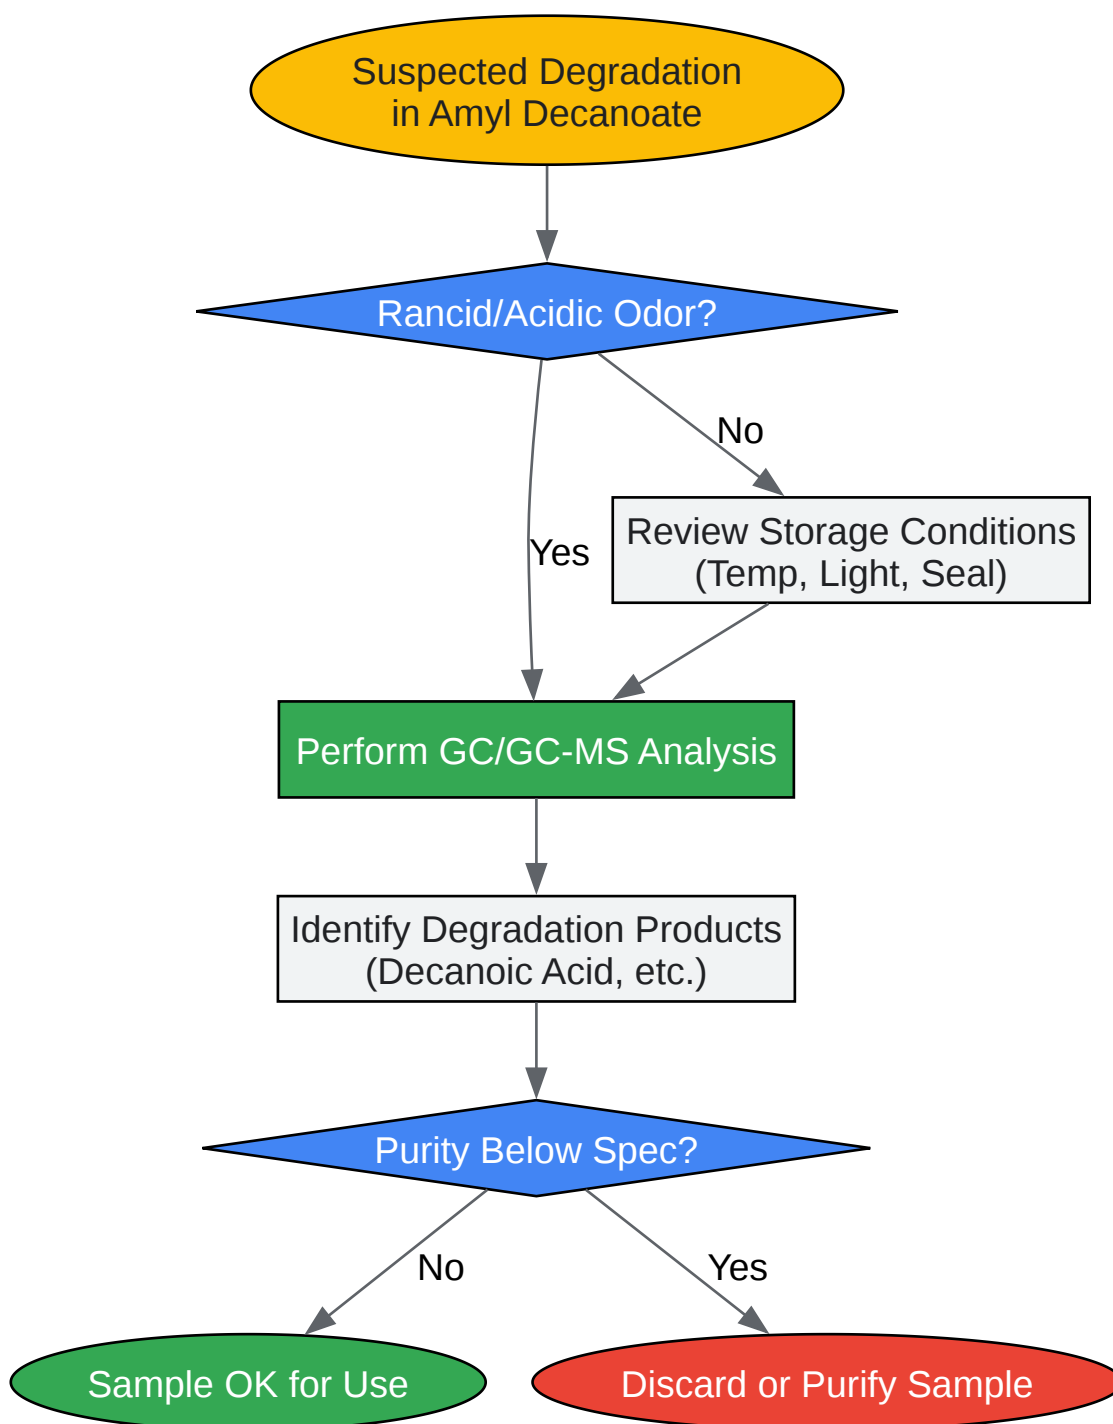 Suspected Degradation
in Amyl Decanoate
Rancid/Acidic Odor?
No
Review Storage Conditions
(Temp, Light, Seal)
Yes
Perform GC/GC-MS Analysis
Identify Degradation Products
(Decanoic Acid, etc.)
Purity Below Spec?
No
Yes
Sample OK for Use
Discard or Purify Sample